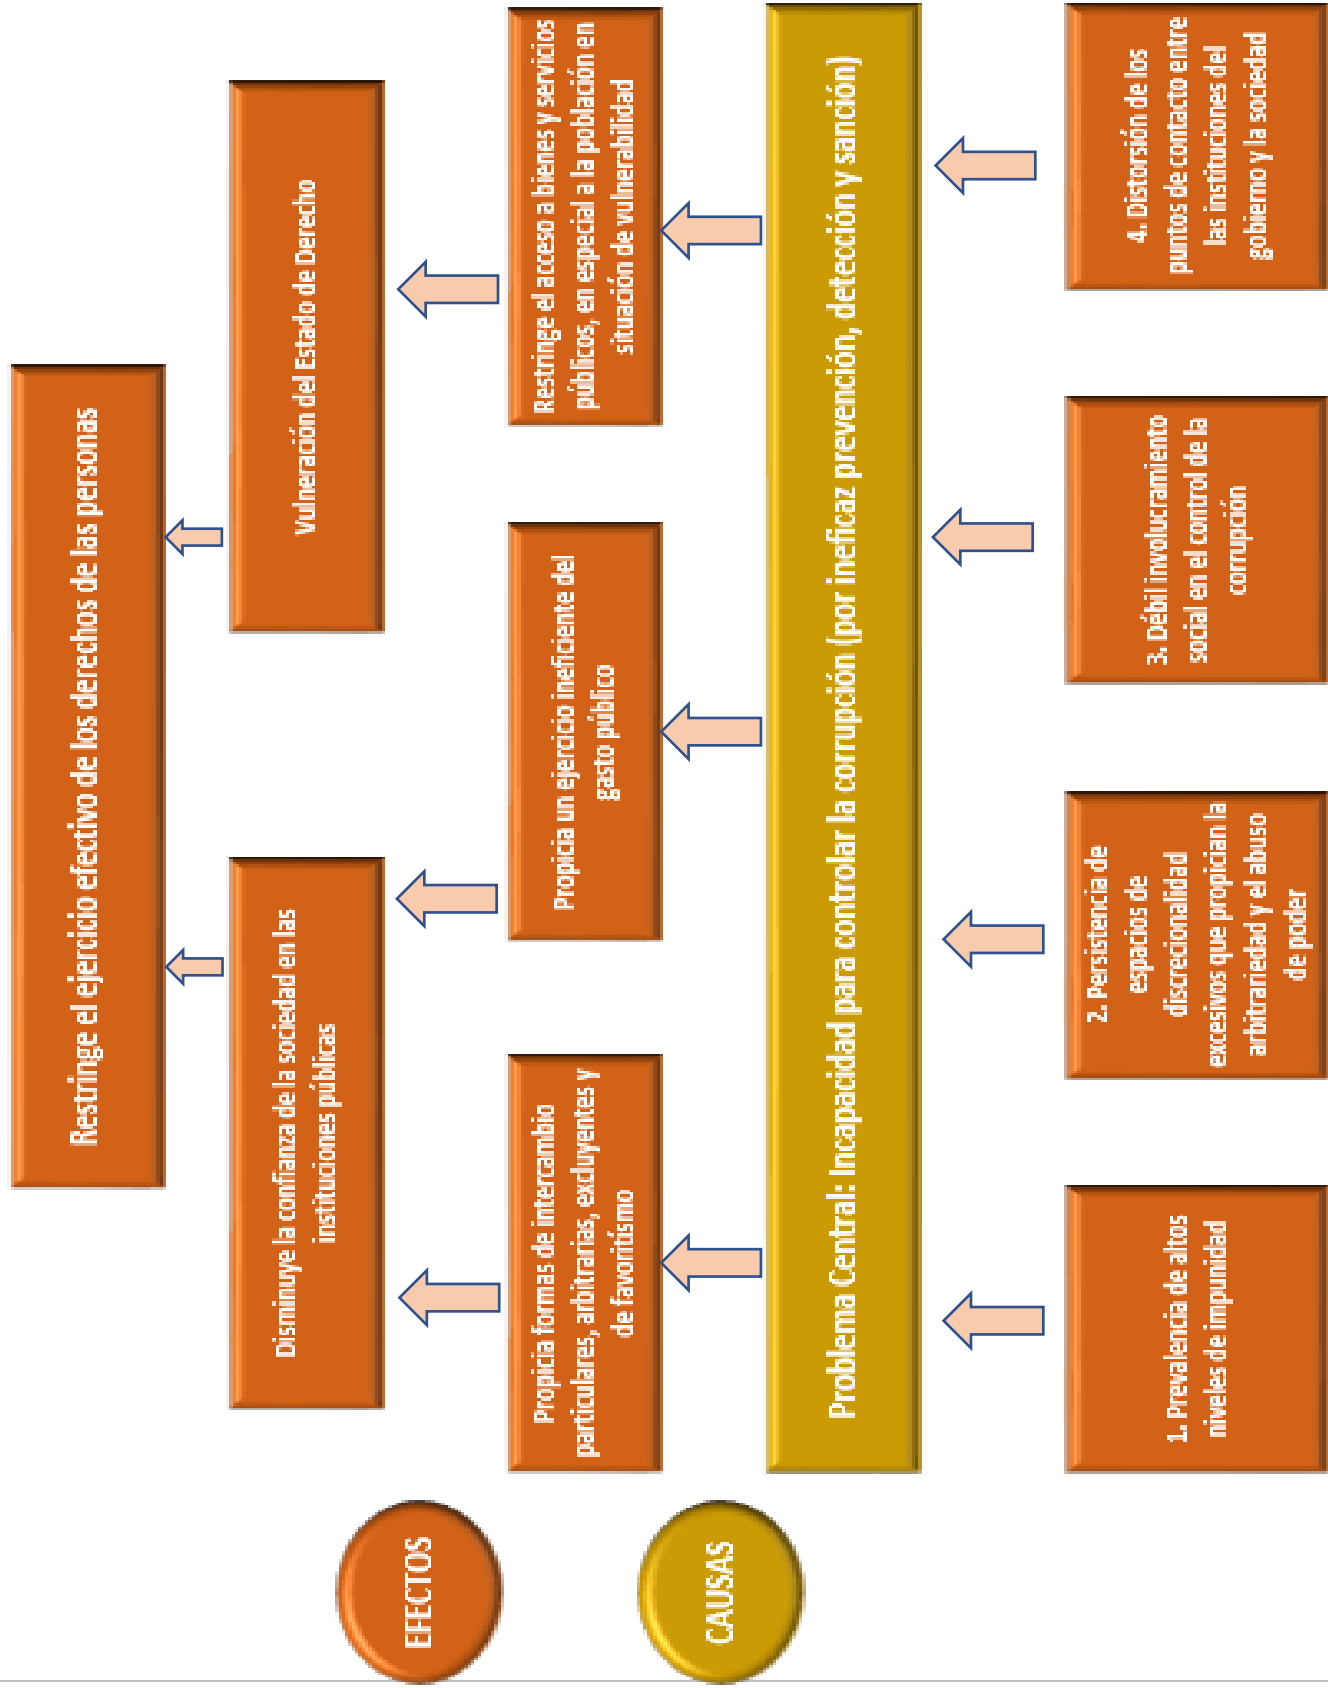 Restringe el ejercicio efectivo de los derechos de las personas
Disminuye la confianza de la sociedad en las
instituciones públicas
Vulneración del Estado de Derecho
EFECTOS
Propicia formas de intercambio
particulares, arbitrarias, excluyentes y
de favoritismo
Propicia un ejercicio ineficiente del
gasto público
Restringe el acceso a bienes y servicios
públicos, en especial a la población en
situación de vulnerabilidad
CAUSAS
Problema Central: Incapacidad para controlar la corrupción (por ineficaz prevención, detección y sanción)
1. Prevalencia de altos
niveles de impunidad
2. Persistencia de
espacios de
discrecionalidad
excesivos que propician la
arbitrariedad y el abuso
de poder
3. Débil involucramiento
social en el control de la
corrupción
4. Distorsión de los
puntos de contacto entre
las instituciones del
gobierno y la sociedad